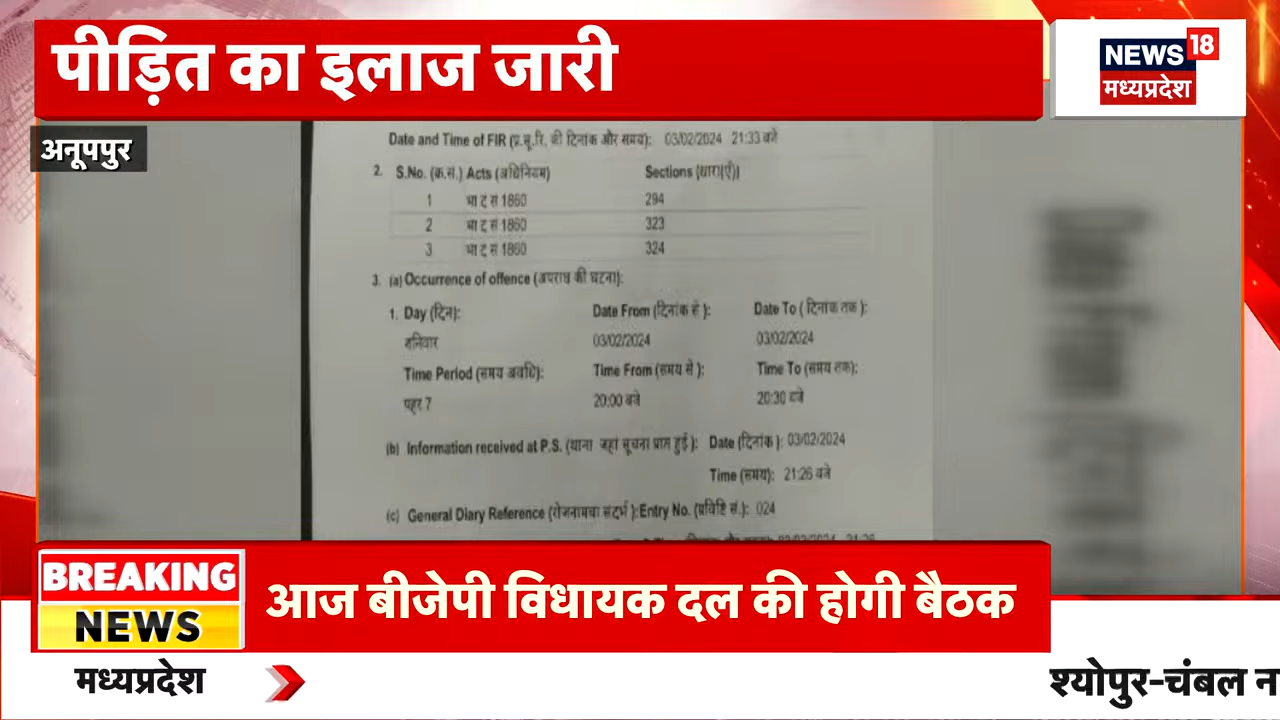 पीड़ित का इलाज जारी
NEWS 18
मध्यप्रदेश
अनूपपुर
Date and Time of FIR (प्र.सू.रि. की दिनांक और समय): 03/02/2024 21:33 बजे
2. S.No. (क्र.सं.) Acts (अधिनियम) Sections (धारा(एँ))
1 भा द स 1860 294
2 भा द स 1860 323
3 भा द स 1860 324
3. (a) Occurrence of offence (अपराध की घटना):
1. Day (दिन): Date From (दिनांक से ): Date To ( दिनांक तक ):
शनिवार 03/02/2024 03/02/2024
Time Period (समय अवधि): Time From (समय से ): Time To (समय तक):
पहर 7 20:00 बजे 20:30 बजे
(b) Information received at P.S. (थाना जहां सूचना प्राप्त हुई ): Date (दिनांक ): 03/02/2024
Time (समय): 21:26 बजे
(c) General Diary Reference (रोजनामचा संदर्भ ):Entry No. (प्रविष्टि सं.): 024
BREAKING
NEWS
आज बीजेपी विधायक दल की होगी बैठक
मध्यप्रदेश
श्योपुर-चंबल न